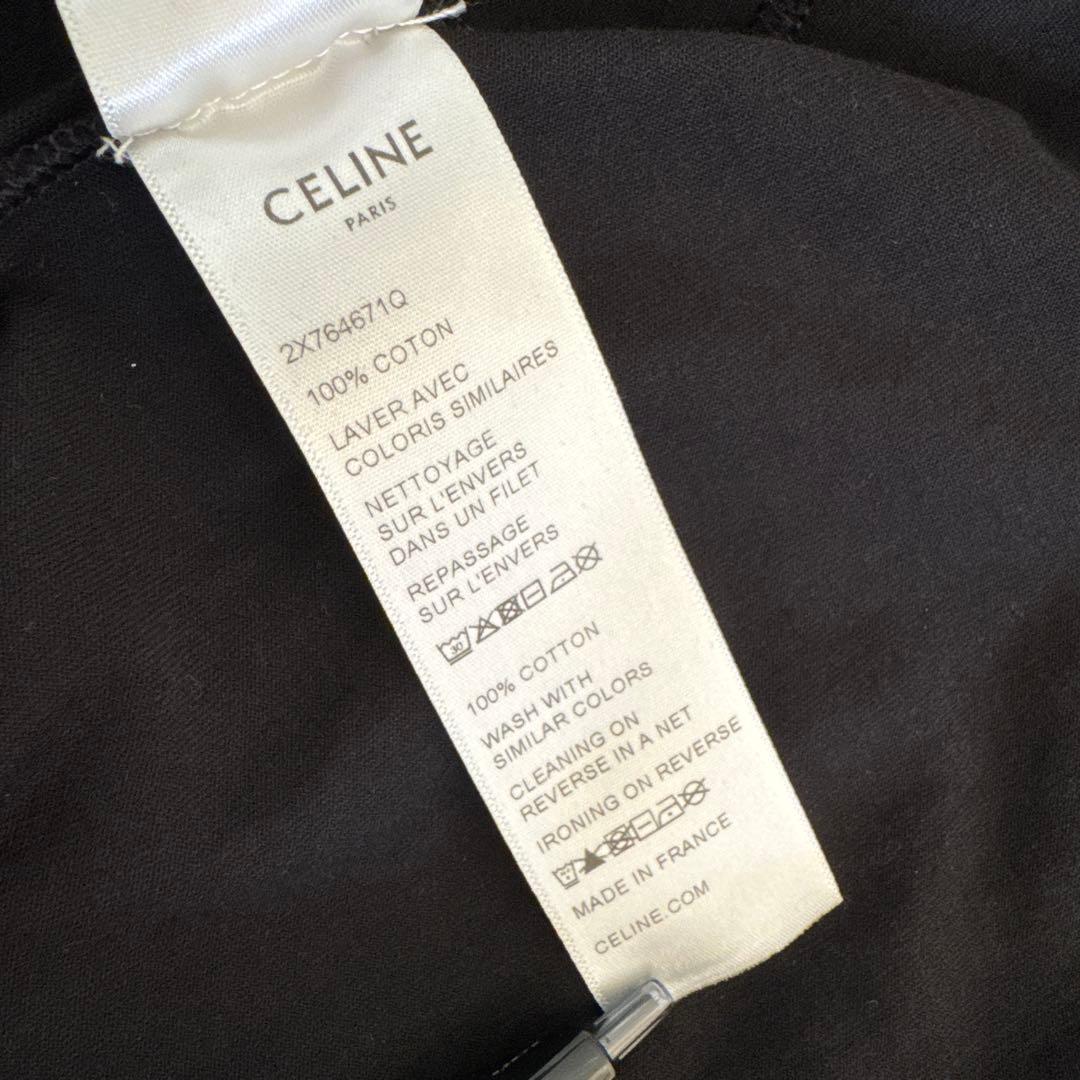 CELINE
PARIS
2X764671Q
100% COTON
LAVER AVEC
COLORIS SIMILAIRES
NETTOYAGE
SUR L'ENVERS
DANS UN FILET
REPASSAGE
SUR L'ENVERS
30
100% COTTON
WASH WITH
SIMILAR COLORS
CLEANING ON
REVERSE IN A NET
IRONING ON REVERSE
MADE IN FRANCE
CELINE.COM